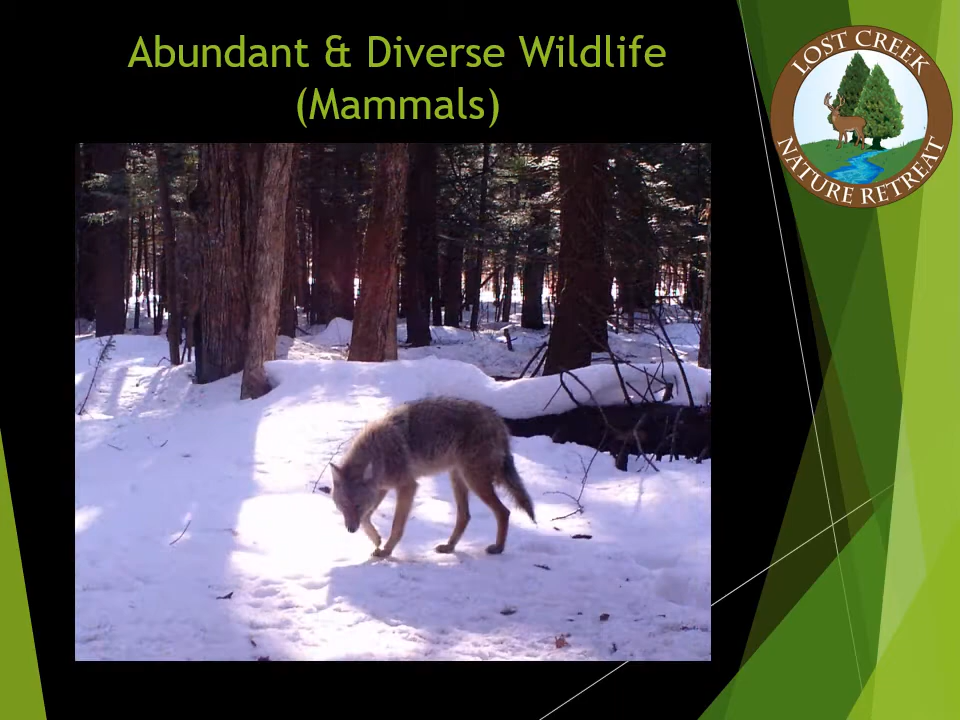 Abundant & Diverse Wildlife
(Mammals)
LOST CREEK
NATURE RETREAT